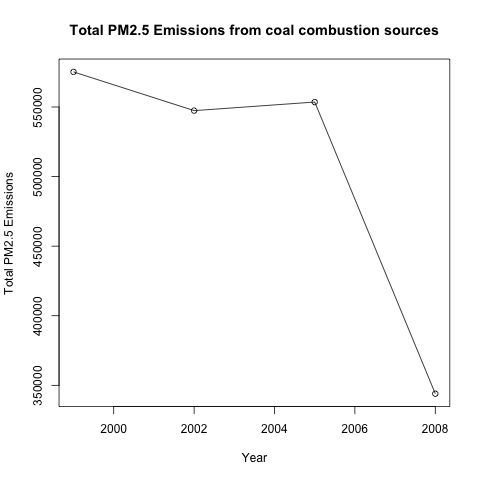 Total PM2.5 Emissions from coal combustion sources
Total PM2.5 Emissions
550000
500000
450000
400000
350000
2000 2002 2004 2006 2008
Year